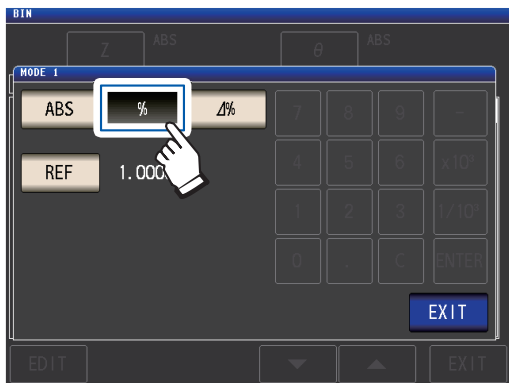 BIN
Z ABS θ ABS
MODE 1
ABS % Δ% 7 8 9 -
REF 1.000 4 5 6 x10³
1 2 3 1/10³
0 . C ENTER
EXIT
EDIT EXIT